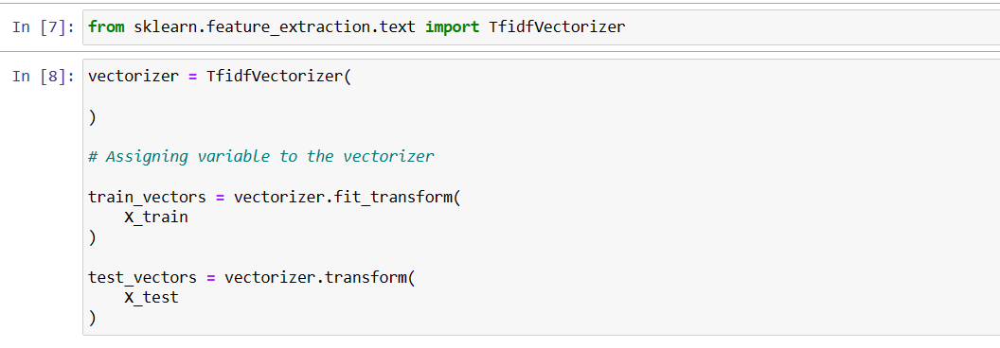 In [7]: from sklearn.feature_extraction.text import TfidfVectorizer
In [8]: vectorizer = TfidfVectorizer(
)
# Assigning variable to the vectorizer
train_vectors = vectorizer.fit_transform(
X_train
)
test_vectors = vectorizer.transform(
X_test
)